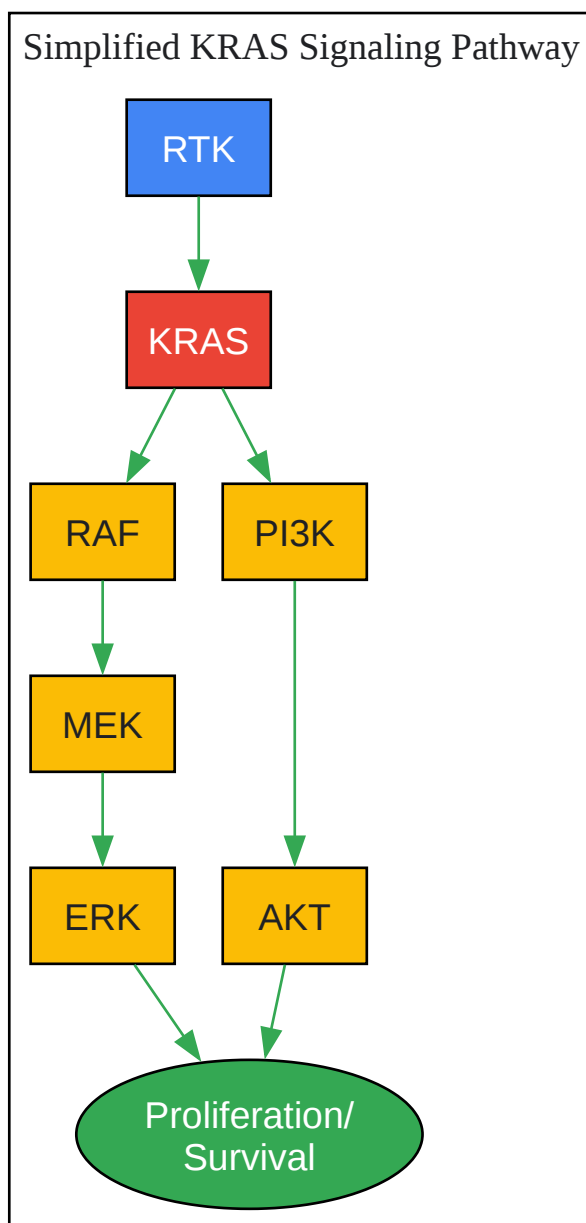 Simplified KRAS Signaling Pathway
RTK
KRAS
RAF
PI3K
MEK
ERK
AKT
Proliferation/
Survival